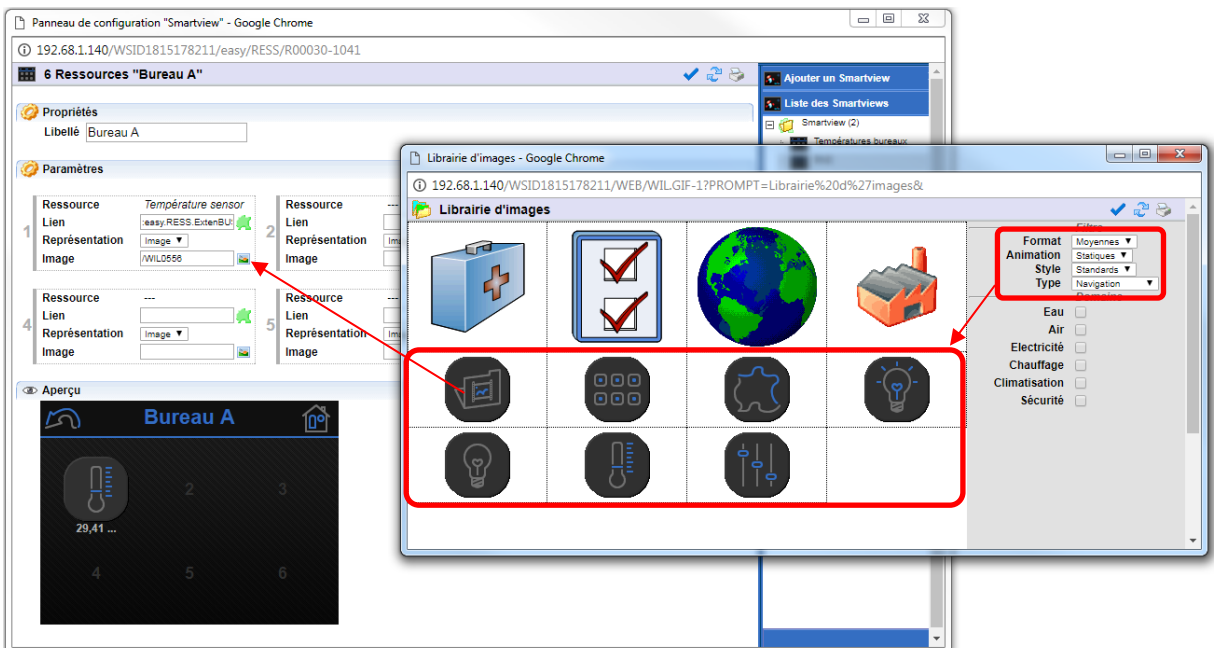 Panneau de configuration "Smartview" - Google Chrome
192.68.1.140/WSID1815178211/easy/RESS/R00030-1041
6 Ressources "Bureau A"
Ajouter un Smartview
Liste des Smartviews
Smartview (2)
Températures bureaux
Propriétés
Libellé Bureau A
Paramètres
1
Ressource Température sensor
Lien :easy.RESS.ExtenBU:
Représentation Image ▼
Image /WIL0556
2
Ressource ---
Lien
Représentation
Image
4
Ressource ---
Lien
Représentation Image ▼
Image
5
Ressource ---
Lien
Représentation
Image
Aperçu
Bureau A
2 3
29,41 ...
4 5 6
Librairie d'images - Google Chrome
192.68.1.140/WSID1815178211/WEB/WIL.GIF-1?PROMPT=Librairie%20d%27images&
Librairie d'images
Filtre
Format Moyennes ▼
Animation Statiques ▼
Style Standards ▼
Type Navigation ▼
Domaine
Eau
Air
Electricité
Chauffage
Climatisation
Sécurité